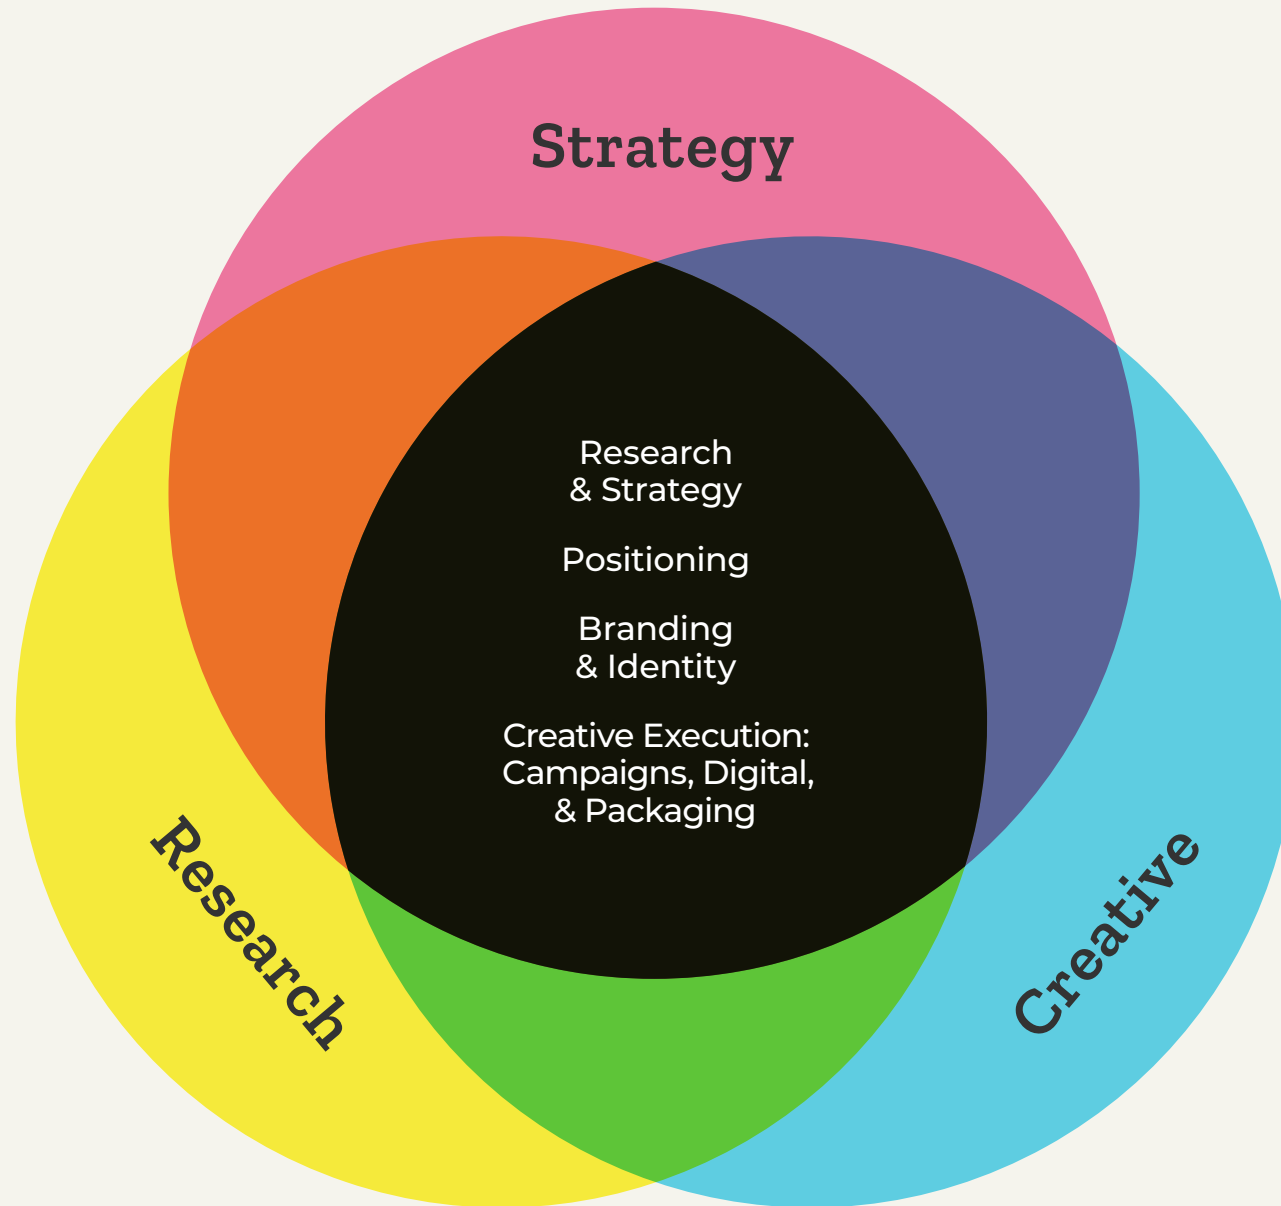 Strategy
Research
& Strategy
Positioning
Branding
& Identity
Creative Execution:
Campaigns, Digital,
& Packaging
Research
Creative